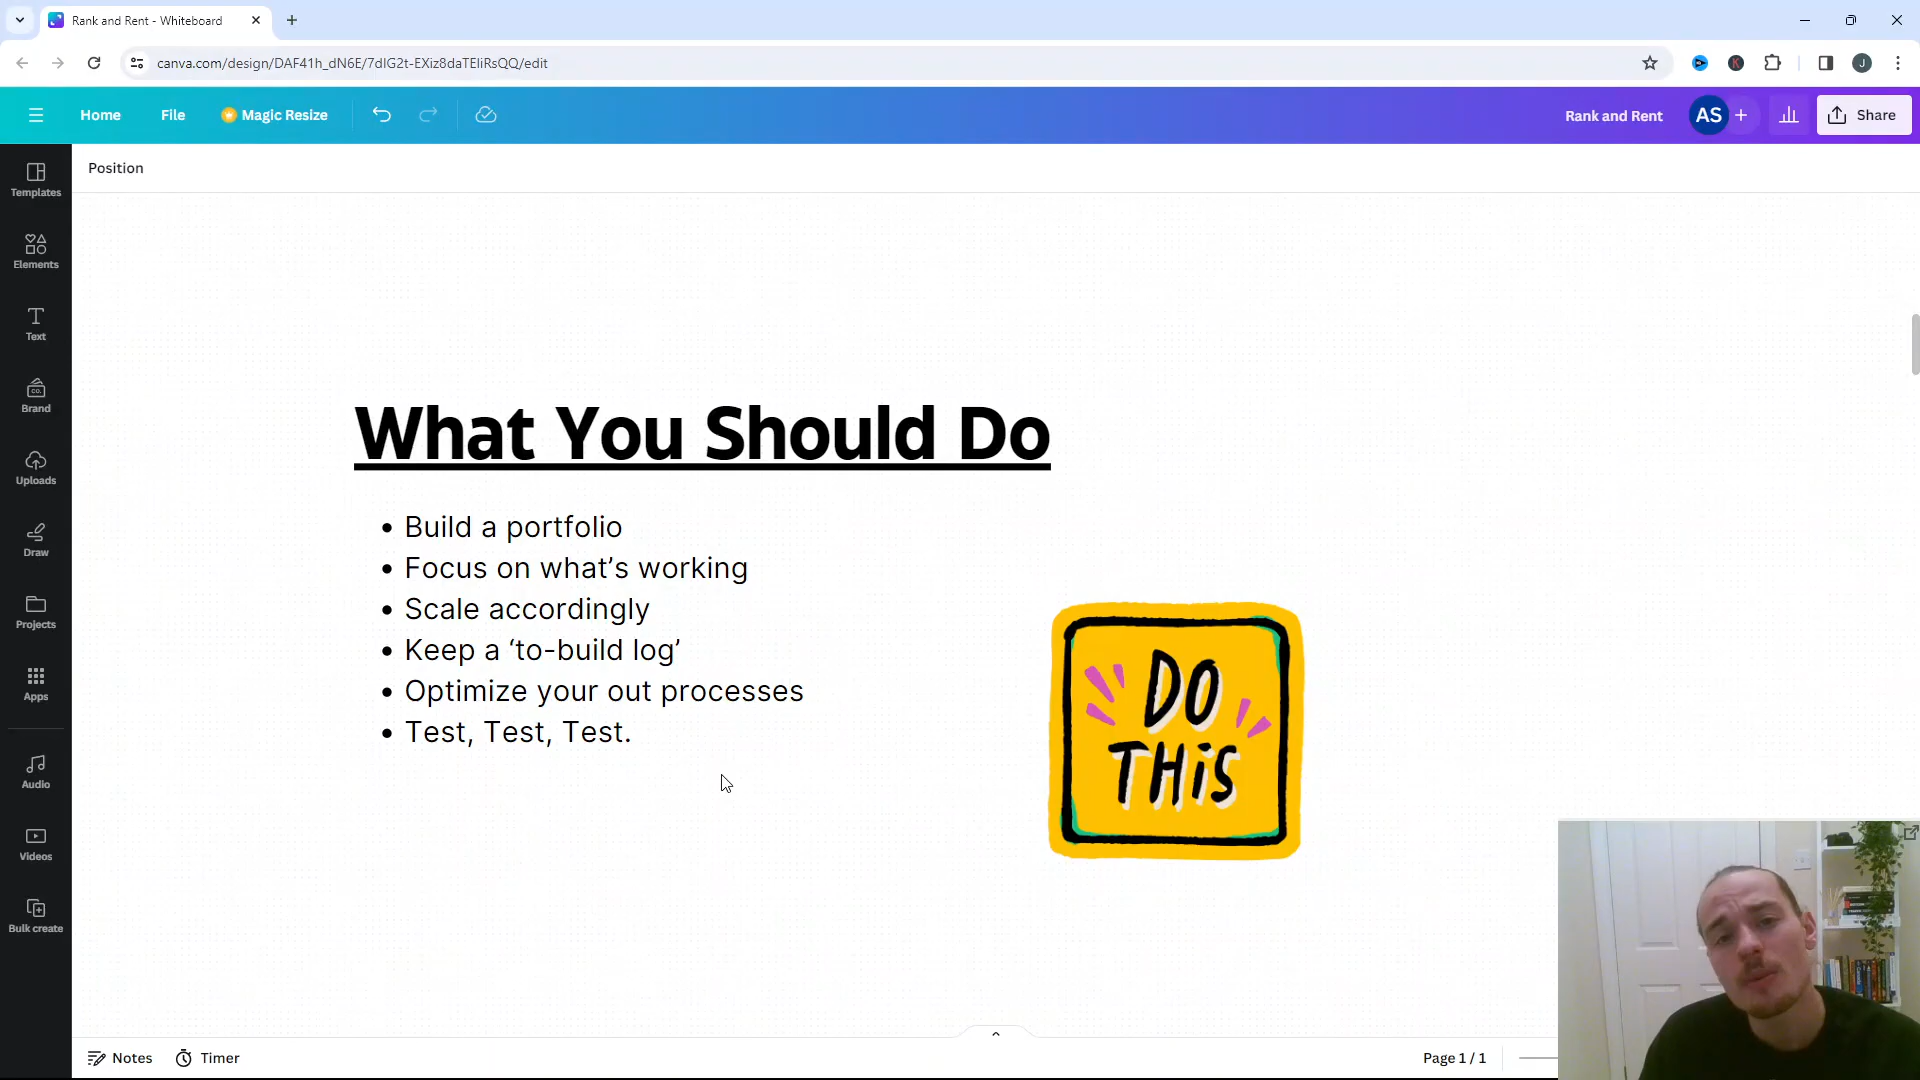 Rank and Rent - Whiteboard
canva.com/design/DAF41h_dN6E/7dIG2t-EXiz8daTEIiRsQQ/edit
Home File Magic Resize Rank and Rent AS Share
Position
Templates
Elements
Text
Brand
Uploads
Draw
Projects
Apps
Audio
Videos
Bulk create
What You Should Do
• Build a portfolio
• Focus on what’s working
• Scale accordingly
• Keep a ‘to-build log’
• Optimize your out processes
• Test, Test, Test.
DO
THiS
Notes Timer Page 1 / 1